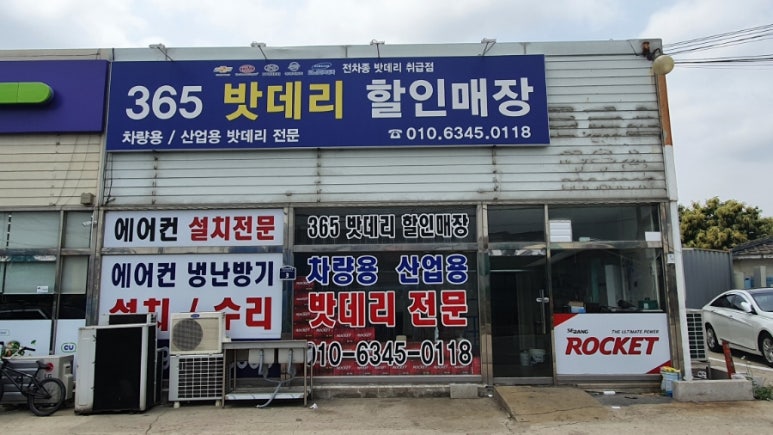 전차종 밧데리 취급점
365 밧데리 할인매장
차량용 / 산업용 밧데리 전문
☎010.6345.0118
에어컨 설치전문
365 밧데리 할인매장
에어컨 냉난방기
설치 / 수리
차량용 산업용
밧데리 전문
010-6345-0118
THE ULTIMATE POWER
ROCKET
CU